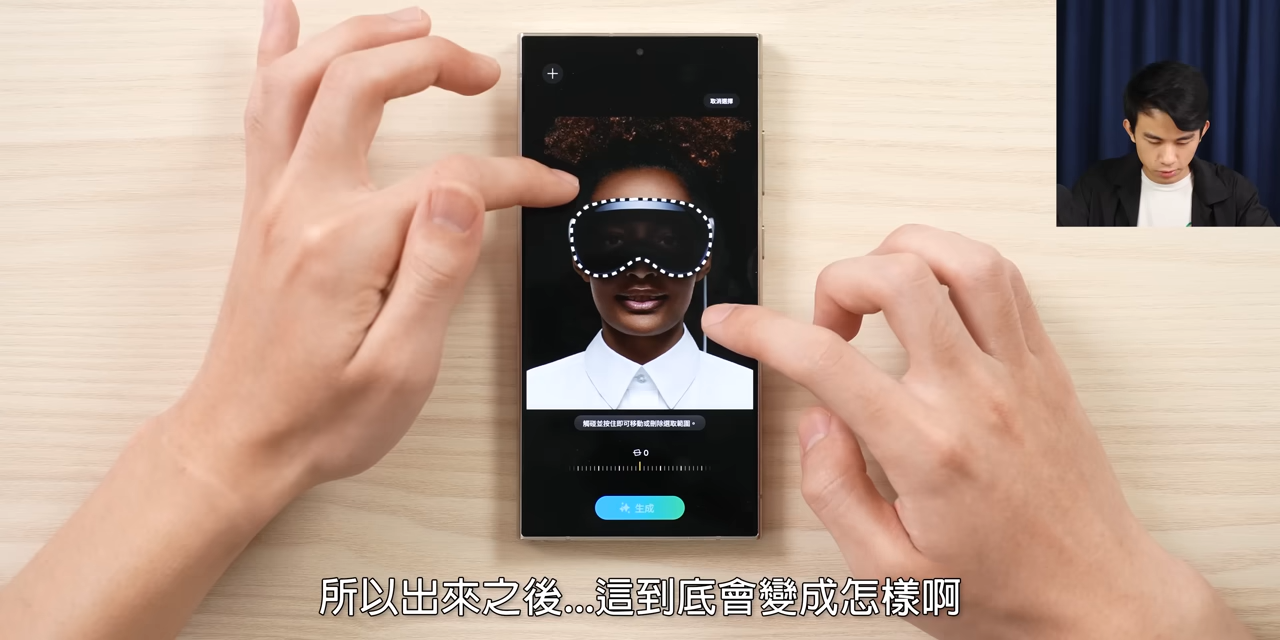 取消選擇
觸碰並按住即可移動或刪除選取範圍。
0
生成
所以出來之後...這到底會變成怎樣啊